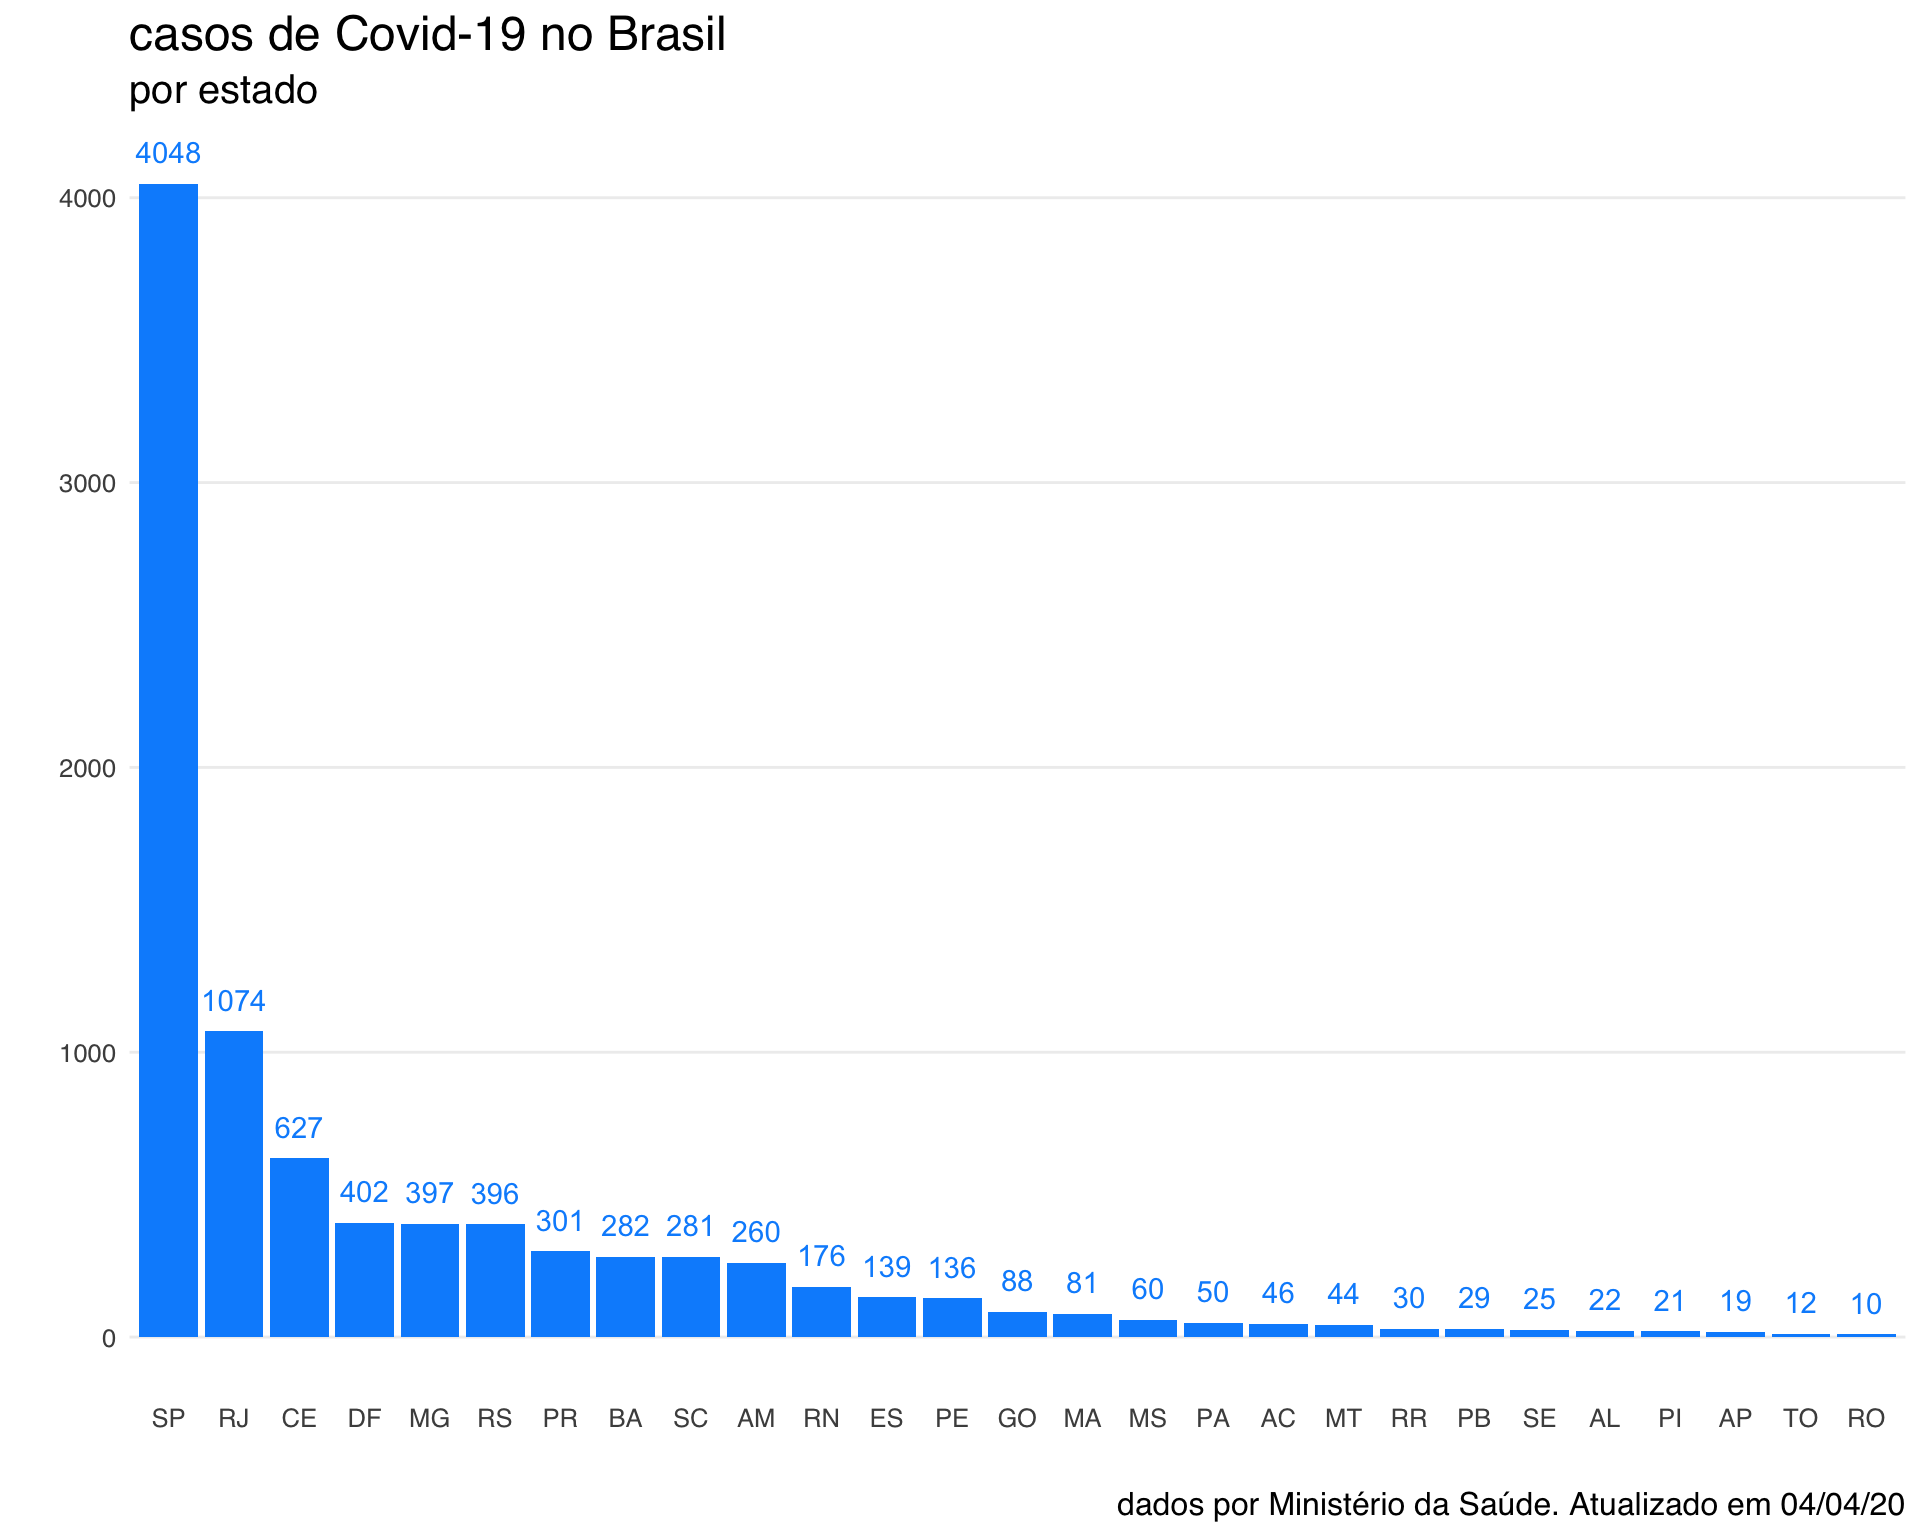 casos de Covid-19 no Brasil
por estado
4048
4000
3000
2000
1074
1000
627
402 397 396
301 282 281 260
176 139 136
88 81 60 50 46 44 30 29 25 22 21 19 12 10
0
SP RJ CE DF MG RS PR BA SC AM RN ES PE GO MA MS PA AC MT RR PB SE AL PI AP TO RO
dados por Ministério da Saúde. Atualizado em 04/04/20